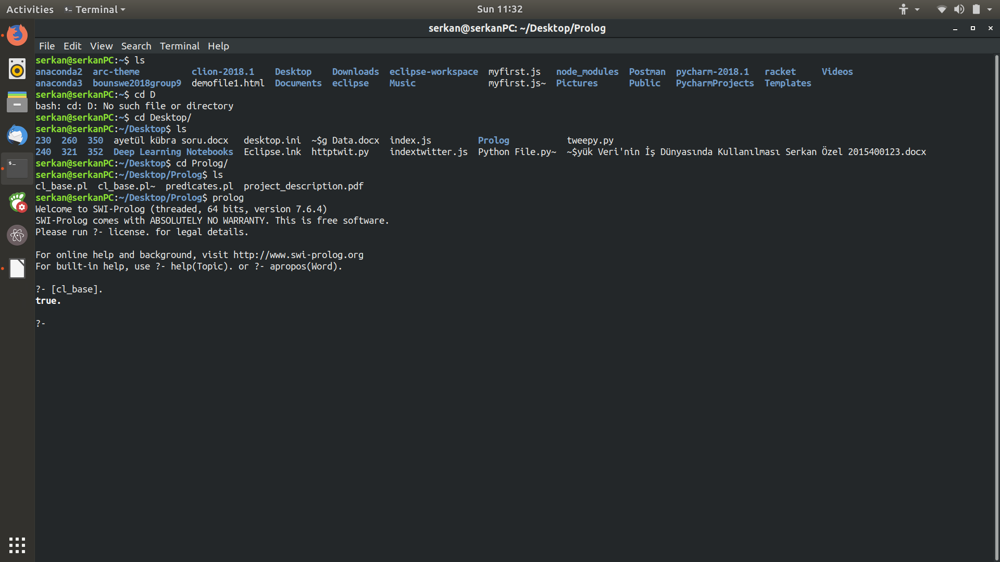 Activities Terminal Sun 11:32
serkan@serkanPC: ~/Desktop/Prolog
File Edit View Search Terminal Help
serkan@serkanPC:~$ ls
anaconda2 arc-theme clion-2018.1 Desktop Downloads eclipse-workspace myfirst.js node_modules Postman pycharm-2018.1 racket Videos
anaconda3 bounswe2018group9 demofile1.html Documents eclipse Music myfirst.js~ Pictures Public PycharmProjects Templates
serkan@serkanPC:~$ cd D
bash: cd: D: No such file or directory
serkan@serkanPC:~$ cd Desktop/
serkan@serkanPC:~/Desktop$ ls
230 260 350 ayetül kübra soru.docx desktop.ini ~$g Data.docx index.js Prolog tweepy.py
240 321 352 Deep Learning Notebooks Eclipse.lnk httptwit.py indextwitter.js Python File.py~ ~$yük Veri'nin İş Dünyasında Kullanılması Serkan Özel 2015400123.docx
serkan@serkanPC:~/Desktop$ cd Prolog/
serkan@serkanPC:~/Desktop/Prolog$ ls
cl_base.pl cl_base.pl~ predicates.pl project_description.pdf
serkan@serkanPC:~/Desktop/Prolog$ prolog
Welcome to SWI-Prolog (threaded, 64 bits, version 7.6.4)
SWI-Prolog comes with ABSOLUTELY NO WARRANTY. This is free software.
Please run ?- license. for legal details.
For online help and background, visit http://www.swi-prolog.org
For built-in help, use ?- help(Topic). or ?- apropos(Word).
?- [cl_base].
true.
?-